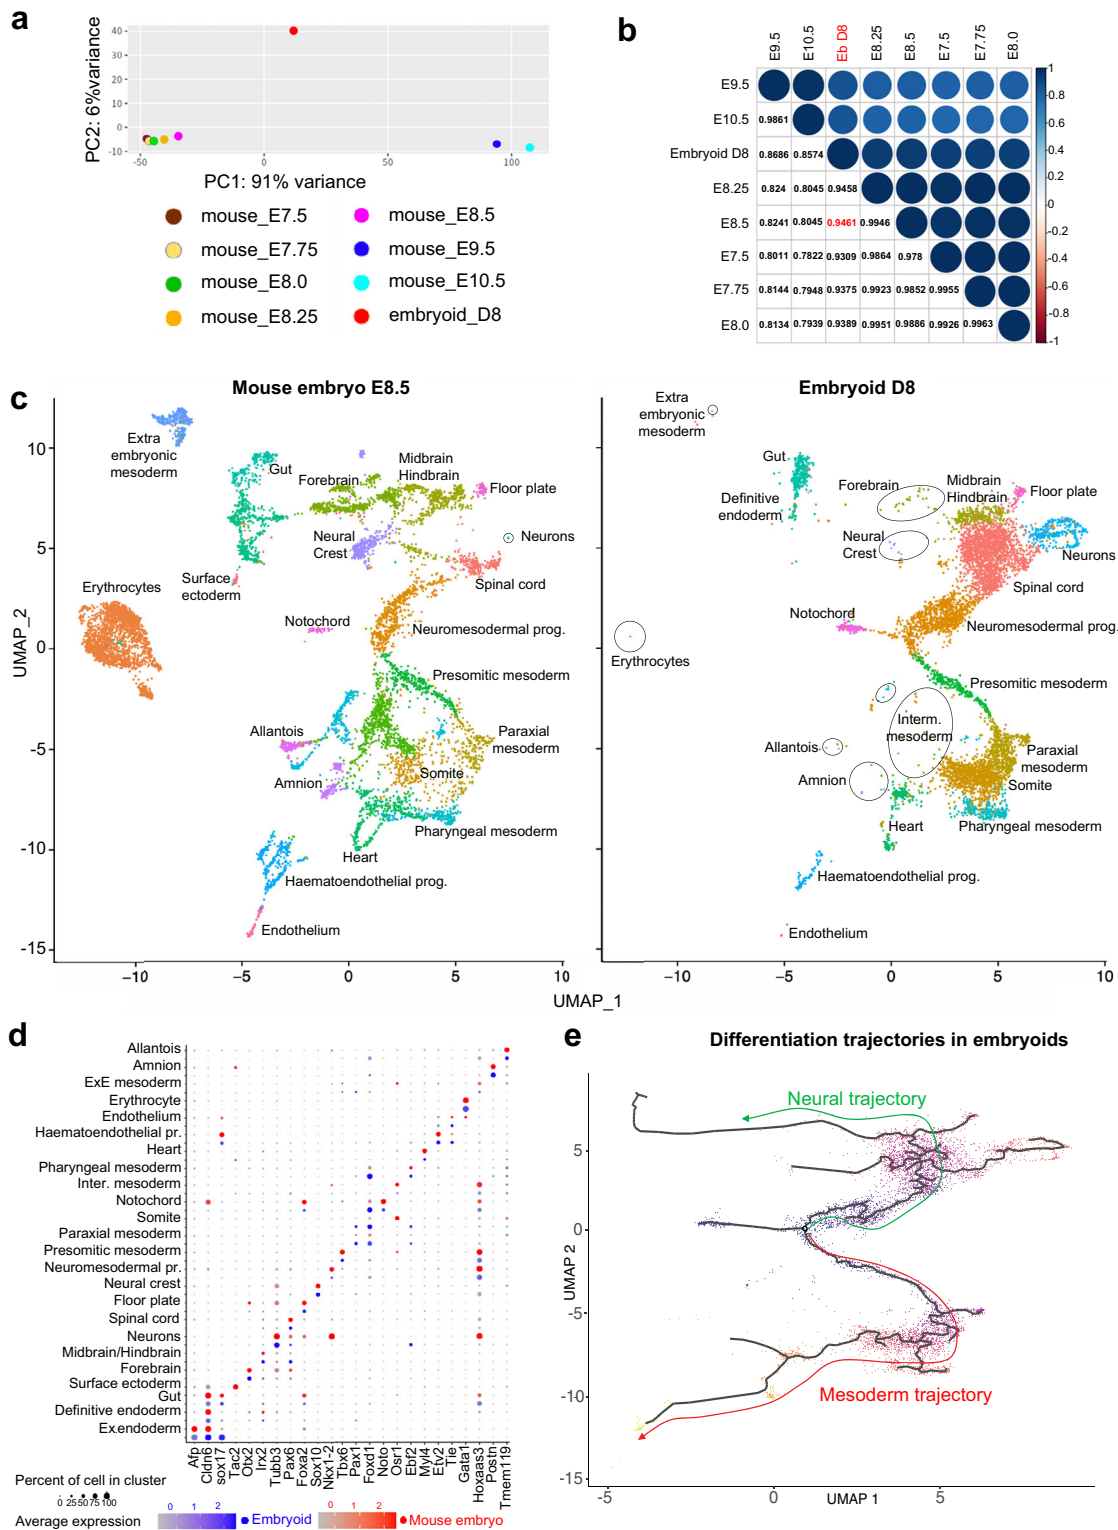 a
PC2: 6%variance
40
30
20
10
0
-10
-50
0
50
100
PC1: 91% variance
mouse_E7.5
mouse_E7.75
mouse_E8.0
mouse_E8.25
mouse_E8.5
mouse_E9.5
mouse_E10.5
embryoid_D8
b
E9.5
E10.5
Eb D8
E8.25
E8.5
E7.5
E7.75
E8.0
E9.5
E10.5
0.9861
Embryoid D8
0.8686 0.8574
E8.25
0.824 0.8045 0.9458
E8.5
0.8241 0.8045 0.9461 0.9946
E7.5
0.8011 0.7822 0.9309 0.9864 0.978
E7.75
0.8144 0.7948 0.9375 0.9923 0.9852 0.9955
E8.0
0.8134 0.7939 0.9389 0.9951 0.9886 0.9926 0.9963
1
0.8
0.6
0.4
0.2
0
-0.2
-0.4
-0.6
-0.8
-1
c
Mouse embryo E8.5
UMAP_2
10
5
0
-5
-10
-15
Extra
embryonic
mesoderm
Gut
Forebrain
Midbrain
Hindbrain
Floor plate
Neural
Crest
Neurons
Surface
ectoderm
Spinal cord
Erythrocytes
Notochord
Neuromesodermal prog.
Presomitic mesoderm
Allantois
Paraxial
mesoderm
Amnion
Somite
Pharyngeal mesoderm
Heart
Haematoendothelial prog.
Endothelium
−10
−5
0
5
10
Embryoid D8
Extra
embryonic
mesoderm
Gut
Forebrain
Midbrain
Hindbrain
Floor plate
Definitive
endoderm
Neural
Crest
Neurons
Spinal cord
Notochord
Neuromesodermal prog.
Erythrocytes
Presomitic mesoderm
Interm.
mesoderm
Allantois
Paraxial
mesoderm
Amnion
Somite
Heart
Pharyngeal mesoderm
Haematoendothelial prog.
Endothelium
−10
−5
0
5
10
UMAP_1
d
Allantois
Amnion
ExE mesoderm
Erythrocyte
Endothelium
Haematoendothelial pr.
Heart
Pharyngeal mesoderm
Inter. mesoderm
Notochord
Somite
Paraxial mesoderm
Presomitic mesoderm
Neuromesodermal pr.
Neural crest
Floor plate
Spinal cord
Neurons
Midbrain/Hindbrain
Forebrain
Surface ectoderm
Gut
Definitive endoderm
Ex.endoderm
Afp
Cldn6
sox17
Tac2
Otx2
Irx2
Tubb3
Pax6
Foxa2
Sox10
Nkx1-2
Tbx6
Pax1
Foxd1
Noto
Osr1
Ebf2
Myl4
Etv2
Tie
Gata1
Hoxaas3
Postn
Tmem119
Percent of cell in cluster
0 25 50 75 100
Average expression
0 1 2
Embryoid
0 1 2
Mouse embryo
e
Differentiation trajectories in embryoids
UMAP 2
5
0
-5
-10
-15
Neural trajectory
Mesoderm trajectory
-5
0
5
UMAP 1